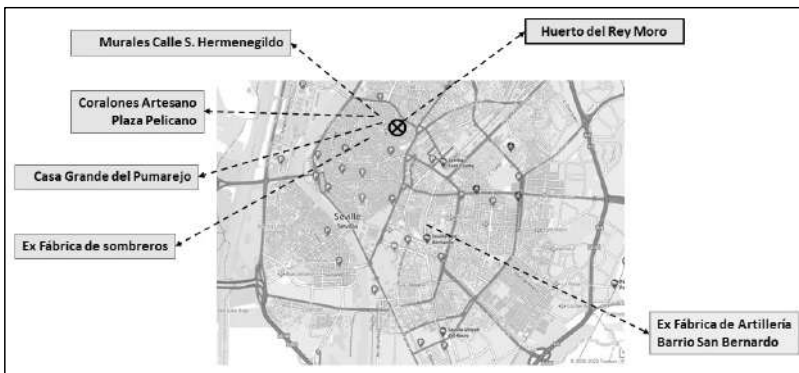 Murales Calle S. Hermenegildo
Huerto del Rey Moro
Coralones Artesano
Plaza Pelicano
Casa Grande del Pumarejo
Ex Fábrica de sombreros
Seville
Sevilla
Ex Fábrica de Artillería
Barrio San Bernardo